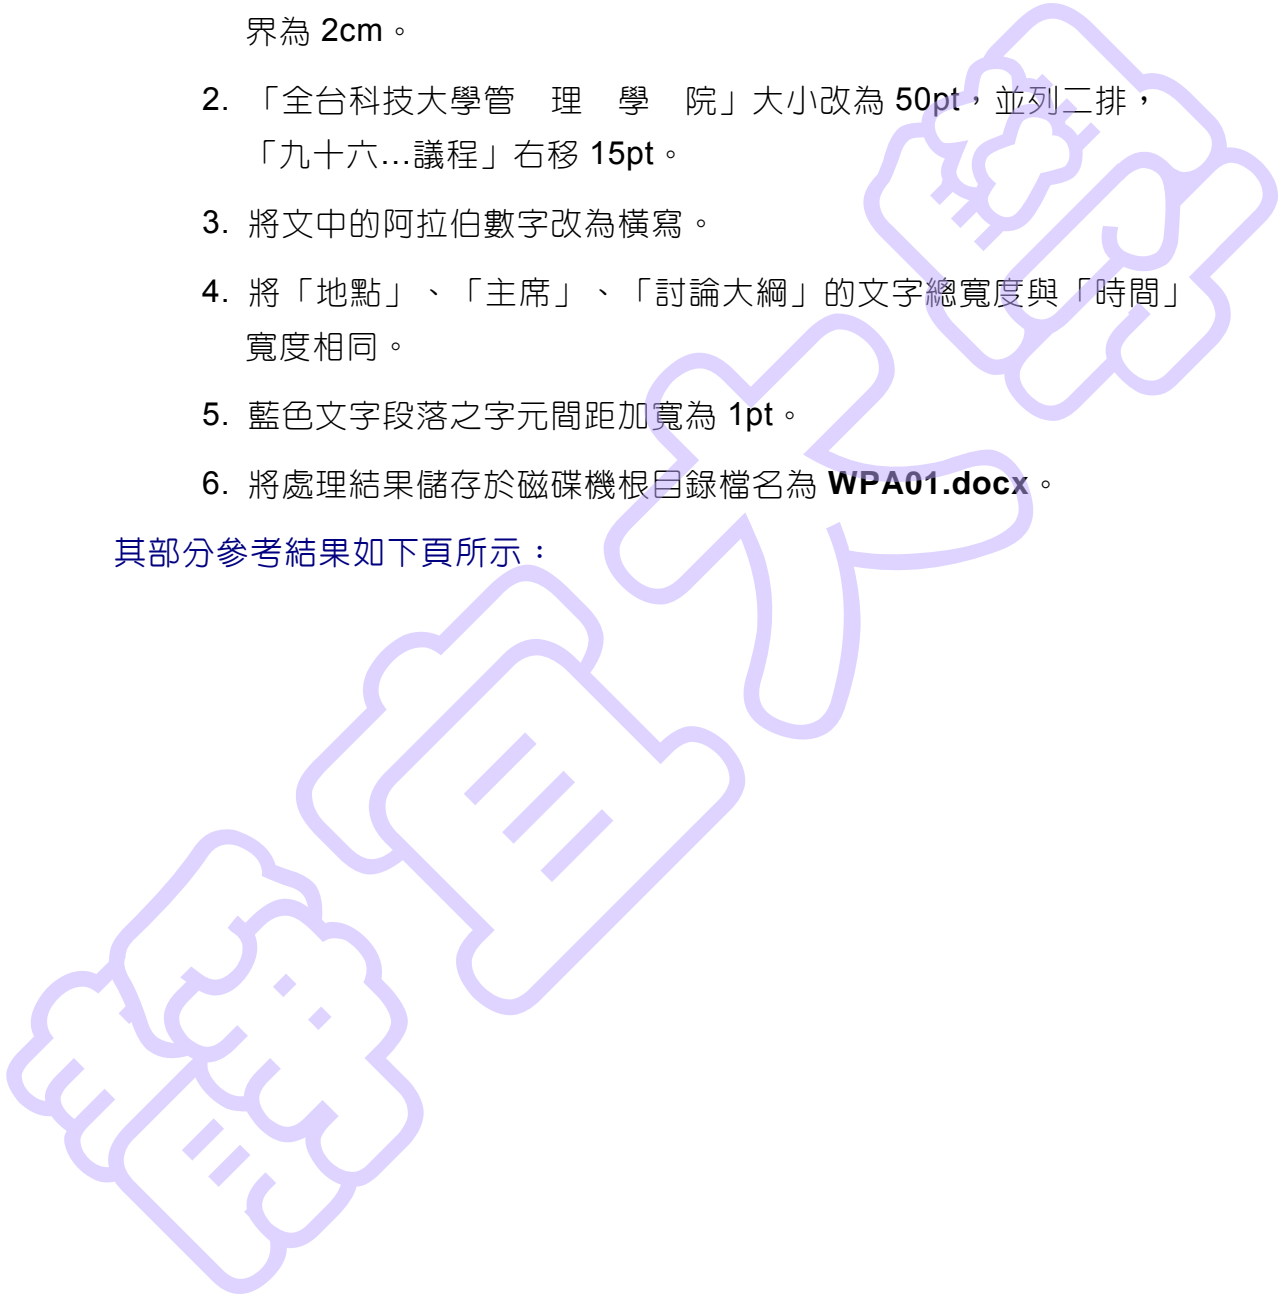 界為 2cm。
2. 「全台科技大學管　理　學　院」大小改為 50pt，並列二排，
「九十六…議程」右移 15pt。
3. 將文中的阿拉伯數字改為橫寫。
4. 將「地點」、「主席」、「討論大綱」的文字總寬度與「時間」
寬度相同。
5. 藍色文字段落之字元間距加寬為 1pt。
6. 將處理結果儲存於磁碟機根目錄檔名為 WPA01.docx。
其部分參考結果如下頁所示：